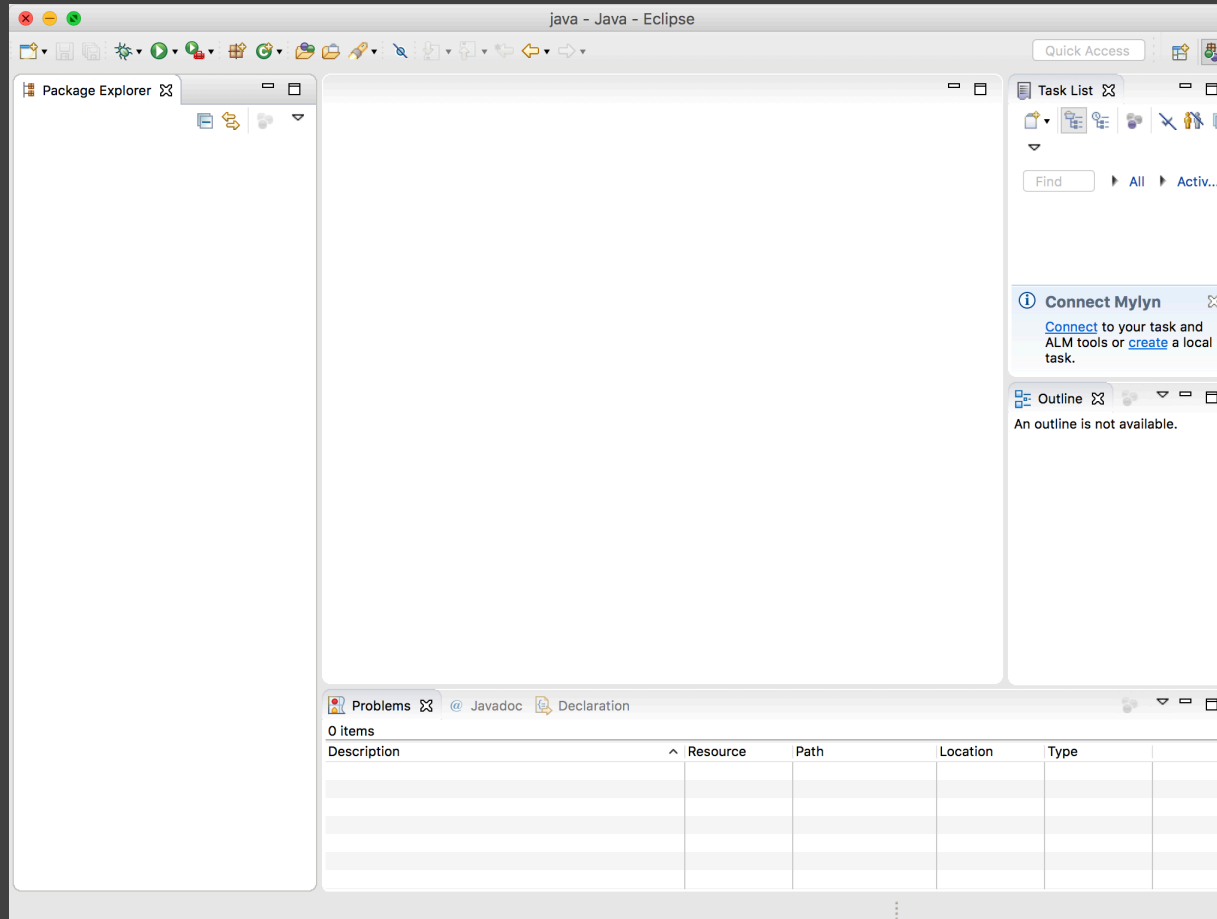 java - Java - Eclipse
Quick Access
Package Explorer
Task List
Find
All
Activ...
Connect Mylyn
Connect to your task and
ALM tools or create a local
task.
Outline
An outline is not available.
Problems
@ Javadoc
Declaration
0 items
Description Resource Path Location Type